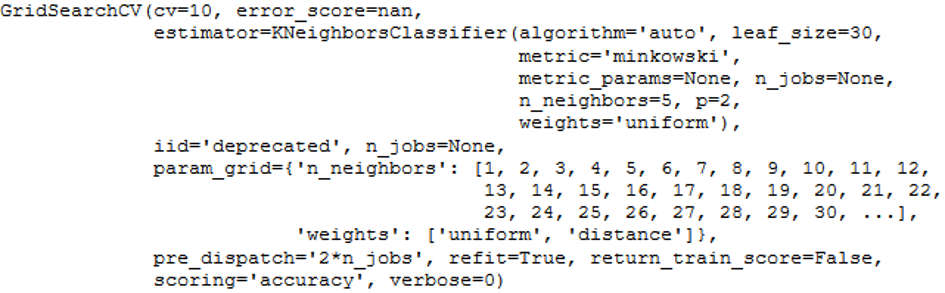 GridSearchCV(cv=10, error_score=nan,
             estimator=KNeighborsClassifier(algorithm='auto', leaf_size=30,
                                            metric='minkowski',
                                            metric_params=None, n_jobs=None,
                                            n_neighbors=5, p=2,
                                            weights='uniform'),
             iid='deprecated', n_jobs=None,
             param_grid={'n_neighbors': [1, 2, 3, 4, 5, 6, 7, 8, 9, 10, 11, 12,
                                         13, 14, 15, 16, 17, 18, 19, 20, 21, 22,
                                         23, 24, 25, 26, 27, 28, 29, 30, ...],
                         'weights': ['uniform', 'distance']},
             pre_dispatch='2*n_jobs', refit=True, return_train_score=False,
             scoring='accuracy', verbose=0)